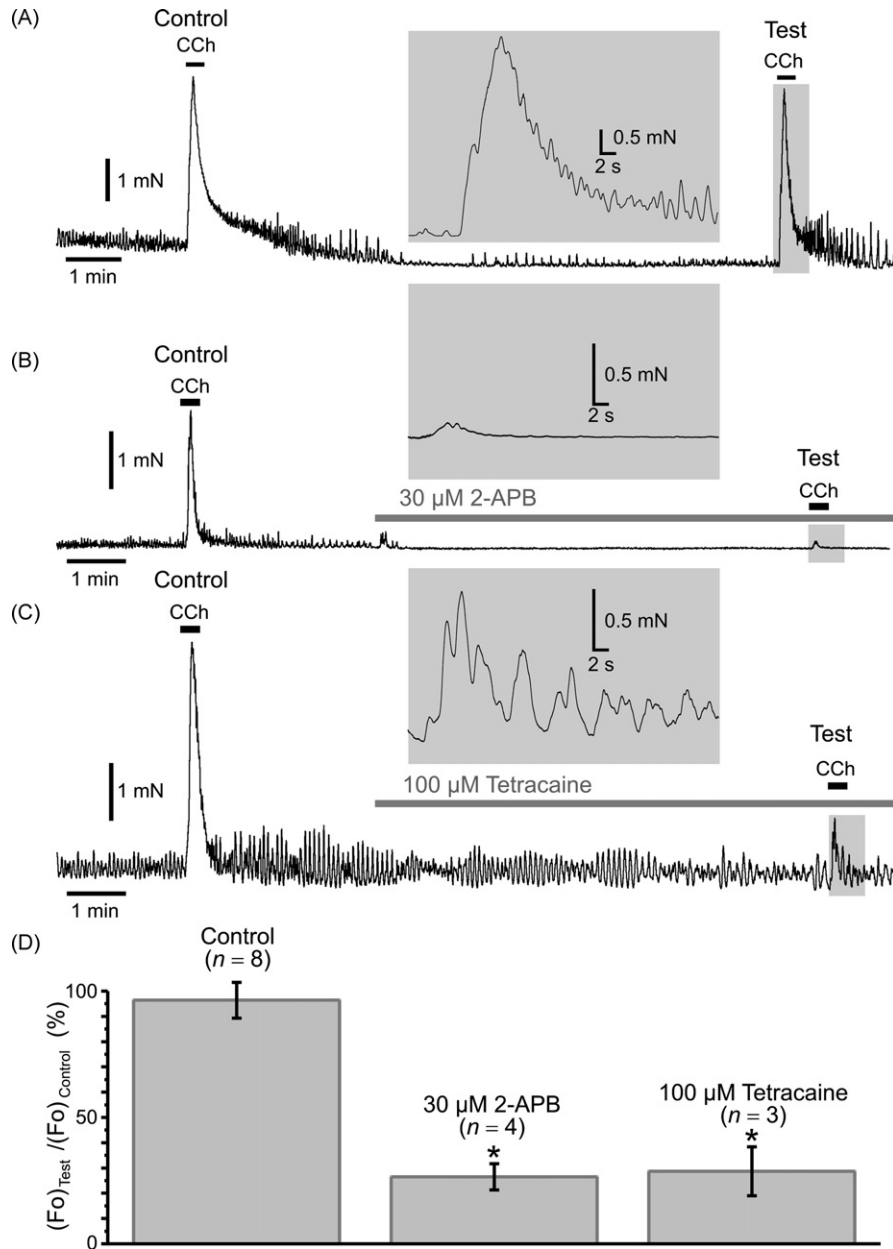 (A)
Control
CCh
1 mN
1 min
0.5 mN
2 s
Test
CCh
(B)
Control
CCh
1 mN
1 min
0.5 mN
2 s
30 µM 2-APB
Test
CCh
(C)
Control
CCh
1 mN
1 min
0.5 mN
2 s
100 µM Tetracaine
Test
CCh
(D)
(Fo)Test /(Fo)Control (%)
100
50
0
Control
(n = 8)
30 µM 2-APB
(n = 4)
*
100 µM Tetracaine
(n = 3)
*